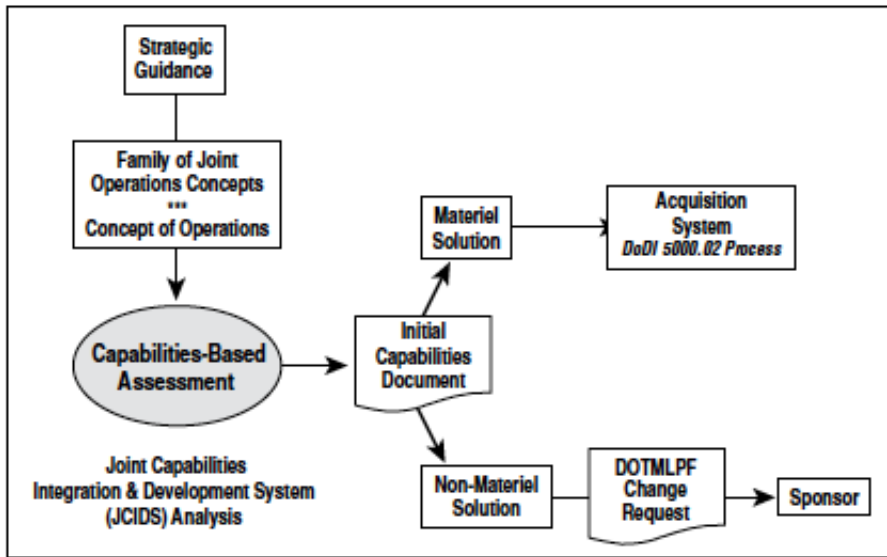 Strategic
Guidance
Family of Joint
Operations Concepts
***
Concept of Operations
Capabilities-Based
Assessment
Joint Capabilities
Integration & Development System
(JCIDS) Analysis
Initial
Capabilities
Document
Materiel
Solution
Acquisition
System
DoDI 5000.02 Process
Non-Materiel
Solution
DOTMLPF
Change
Request
Sponsor